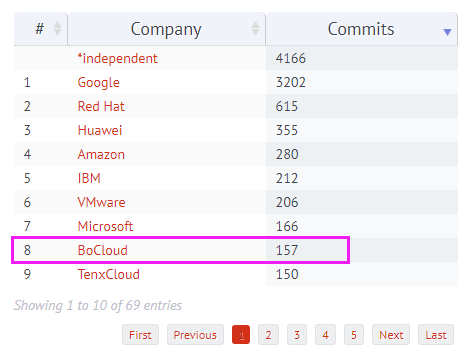 # Company Commits
*independent 4166
1 Google 3202
2 Red Hat 615
3 Huawei 355
4 Amazon 280
5 IBM 212
6 VMware 206
7 Microsoft 166
8 BoCloud 157
9 TenxCloud 150
Showing 1 to 10 of 69 entries
First Previous 1 2 3 4 5 Next Last